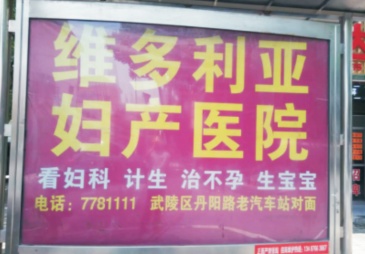 维多利亚
妇产医院
看妇科 计生 治不孕 生宝宝
电话：7781111 武陵区丹阳路老汽车站对面